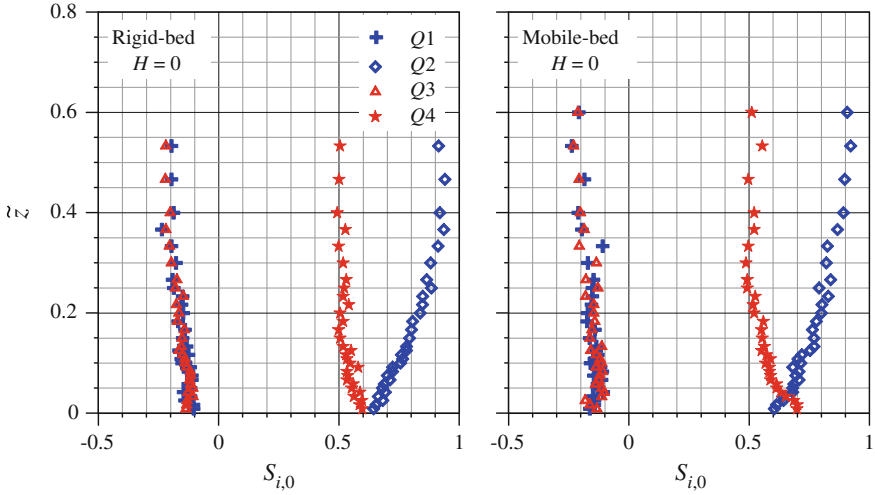 0.8
0.6
0.4
0.2
0
z̃
Rigid-bed
H = 0
Q1
Q2
Q3
Q4
-0.5
0
0.5
1
S_{i,0}
Mobile-bed
H = 0
-0.5
0
0.5
1
S_{i,0}